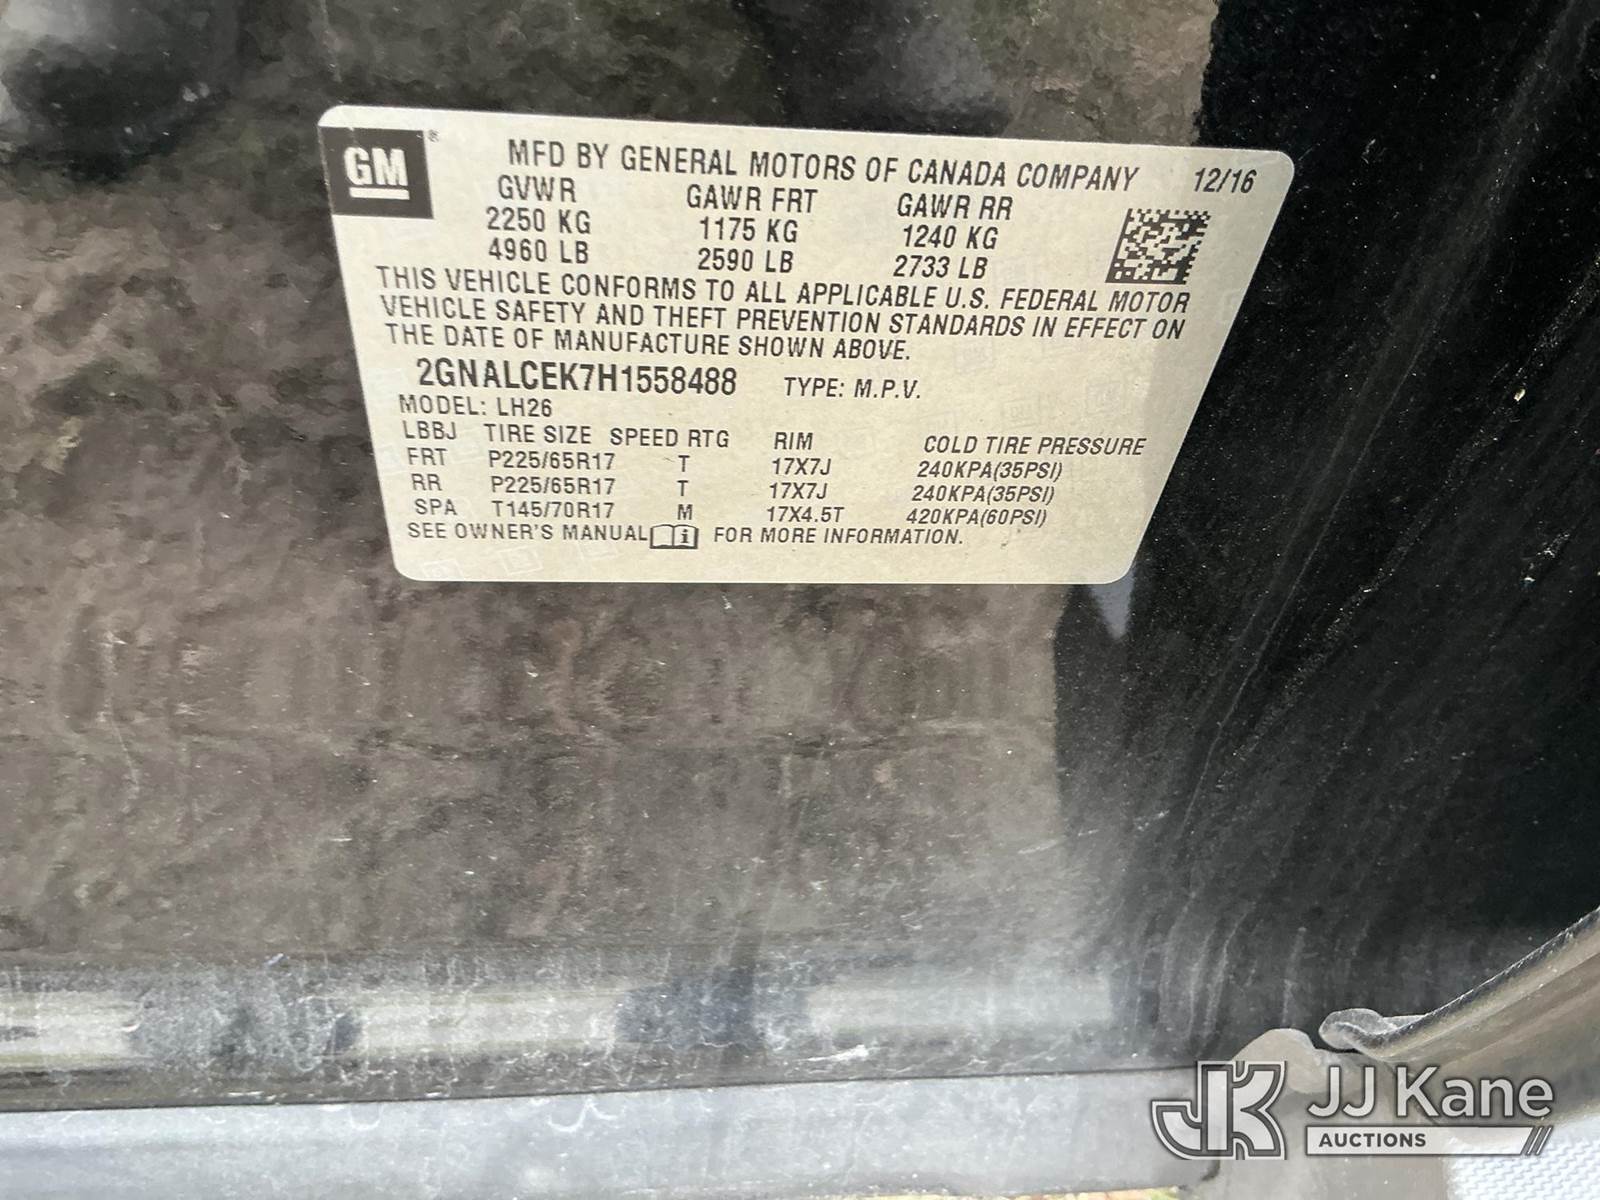 GM®
MFD BY GENERAL MOTORS OF CANADA COMPANY 12/16
GVWR GAWR FRT GAWR RR
2250 KG 1175 KG 1240 KG
4960 LB 2590 LB 2733 LB
THIS VEHICLE CONFORMS TO ALL APPLICABLE U.S. FEDERAL MOTOR
VEHICLE SAFETY AND THEFT PREVENTION STANDARDS IN EFFECT ON
THE DATE OF MANUFACTURE SHOWN ABOVE.
2GNALCEK7H1558488 TYPE: M.P.V.
MODEL: LH26
LBBJ TIRE SIZE SPEED RTG RIM COLD TIRE PRESSURE
FRT P225/65R17 T 17X7J 240KPA(35PSI)
RR P225/65R17 T 17X7J 240KPA(35PSI)
SPA T145/70R17 M 17X4.5T 420KPA(60PSI)
SEE OWNER'S MANUAL i FOR MORE INFORMATION.
JK JJ Kane
AUCTIONS